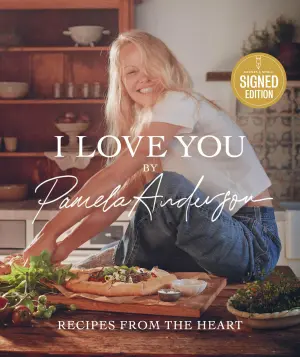 SIGNED
EDITION
I LOVE YOU
BY
Pamela Anderson
RECIPES FROM THE HEART